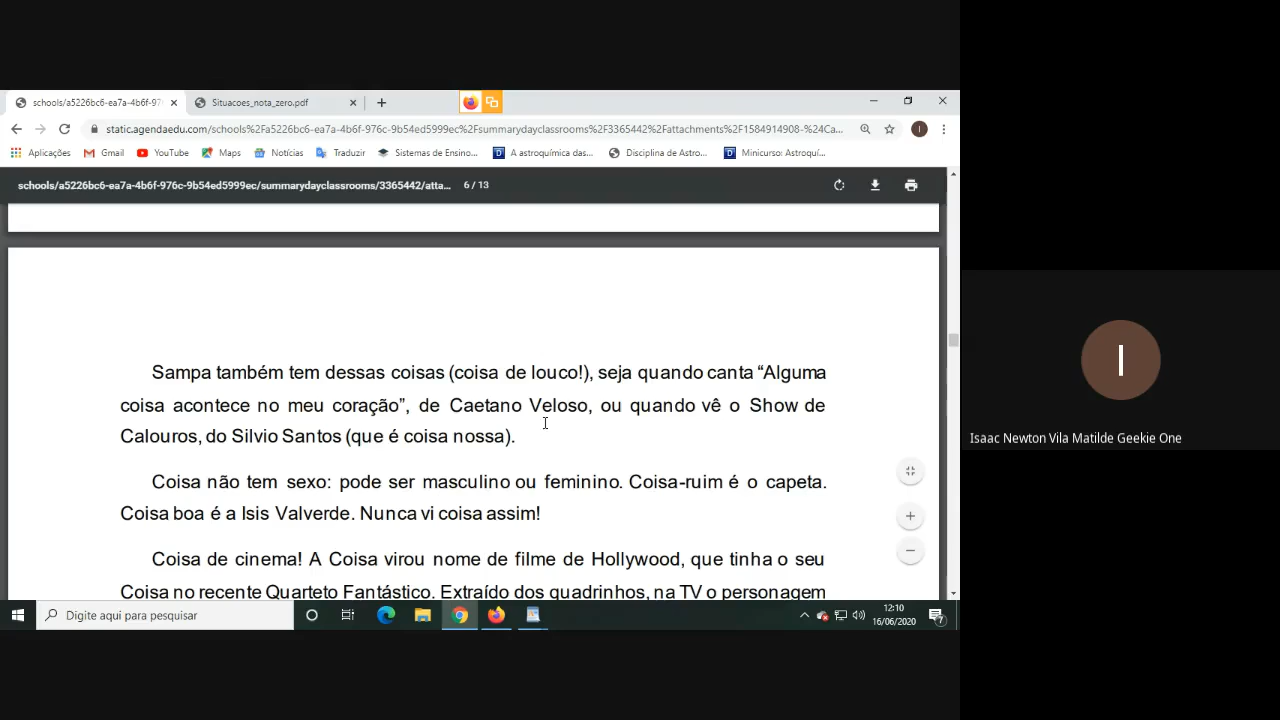 schools/a5226bc6-ea7a-4b6f-97
Situacoes_nota_zero.pdf
static.agendaedu.com/schools%2Fa5226bc6-ea7a-4b6f-976c-9b54ed5999ec%2Fsummarydayclassrooms%2F3365442%2Fattachments%2F1584914908-%24Ca...
Aplicações
Gmail
YouTube
Maps
Notícias
Traduzir
Sistemas de Ensino...
A astroquímica das...
Disciplina de Astro...
Minicurso: Astroquí...
schools/a5226bc6-ea7a-4b6f-976c-9b54ed5999ec/summarydayclassrooms/3365442/atta...
6 / 13
Sampa também tem dessas coisas (coisa de louco!), seja quando canta “Alguma
coisa acontece no meu coração”, de Caetano Veloso, ou quando vê o Show de
Calouros, do Silvio Santos (que é coisa nossa).
Coisa não tem sexo: pode ser masculino ou feminino. Coisa-ruim é o capeta.
Coisa boa é a Isis Valverde. Nunca vi coisa assim!
Coisa de cinema! A Coisa virou nome de filme de Hollywood, que tinha o seu
Coisa no recente Quarteto Fantástico. Extraído dos quadrinhos, na TV o personagem
Digite aqui para pesquisar
12:10
16/06/2020
7
I
I
Isaac Newton Vila Matilde Geekie One